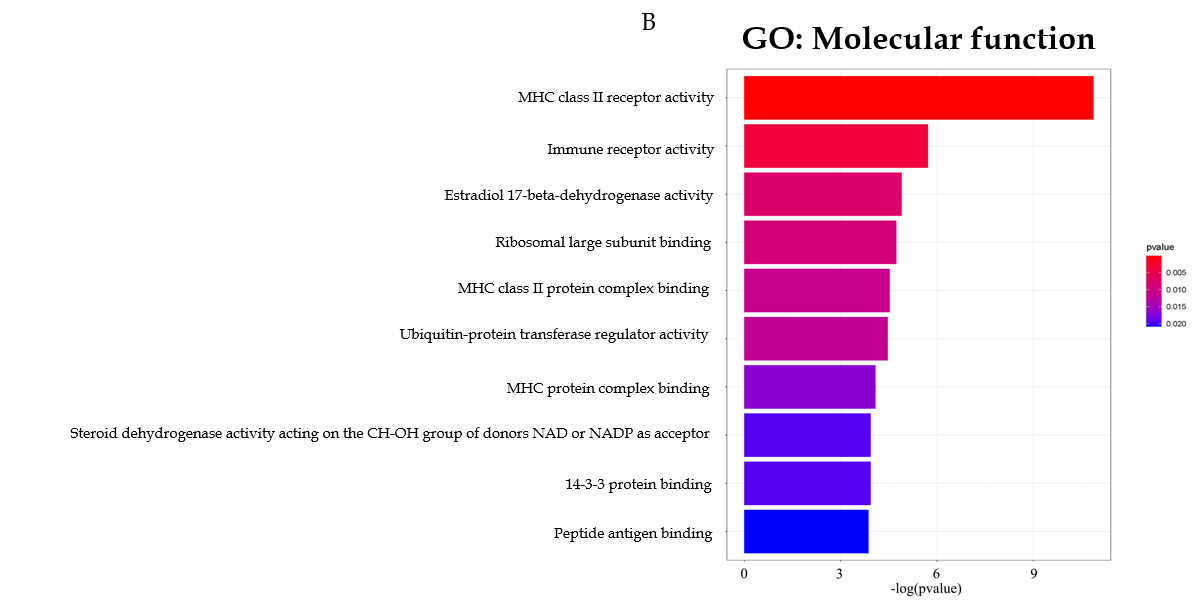 B
GO: Molecular function
MHC class II receptor activity
Immune receptor activity
Estradiol 17-beta-dehydrogenase activity
Ribosomal large subunit binding
MHC class II protein complex binding
Ubiquitin-protein transferase regulator activity
MHC protein complex binding
Steroid dehydrogenase activity acting on the CH-OH group of donors NAD or NADP as acceptor
14-3-3 protein binding
Peptide antigen binding
0 3 6 9
-log(pvalue)
pvalue
0.005
0.010
0.015
0.020